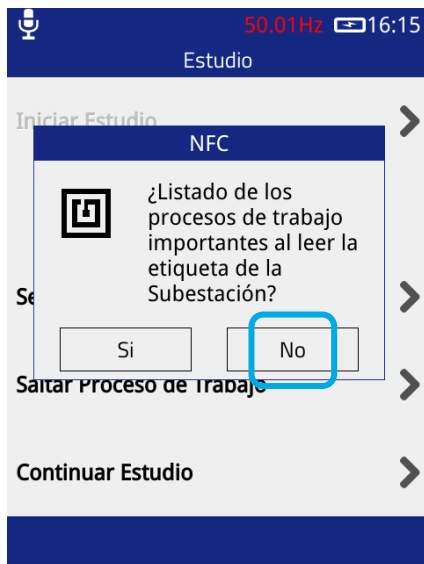 50.01Hz 16:15
Estudio
Iniciar Estudio
NFC
¿Listado de los
procesos de trabajo
importantes al leer la
etiqueta de la
Subestación?
Si
No
Saltar Proceso de Trabajo
Continuar Estudio